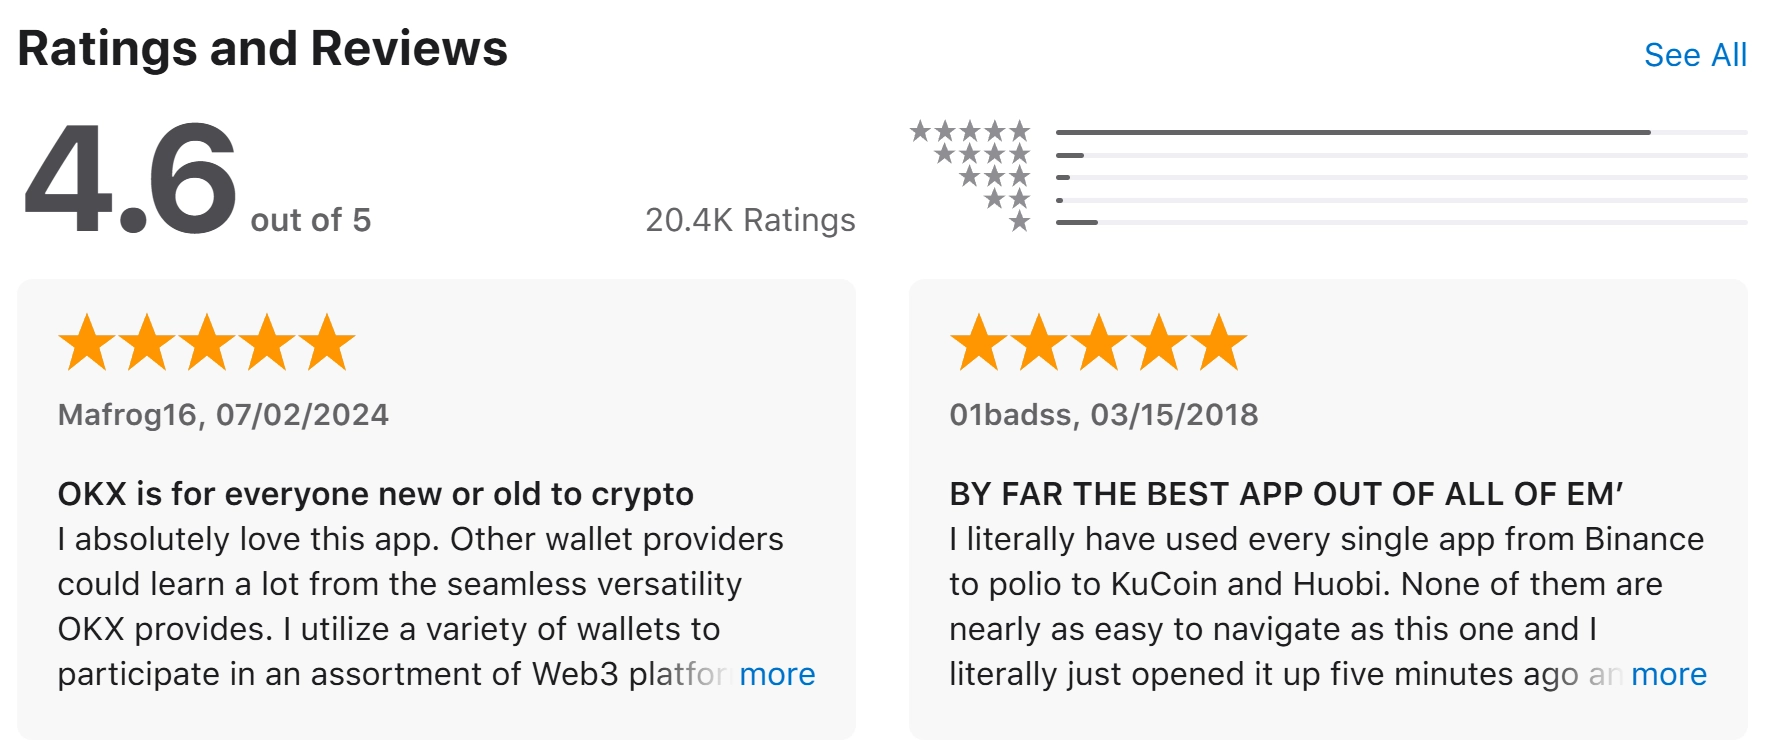 Ratings and Reviews
See All
4.6 out of 5
20.4K Ratings
Mafrog16, 07/02/2024
OKX is for everyone new or old to crypto
I absolutely love this app. Other wallet providers
could learn a lot from the seamless versatility
OKX provides. I utilize a variety of wallets to
participate in an assortment of Web3 platfor more
01badss, 03/15/2018
BY FAR THE BEST APP OUT OF ALL OF EM’
I literally have used every single app from Binance
to polio to KuCoin and Huobi. None of them are
nearly as easy to navigate as this one and I
literally just opened it up five minutes ago an more